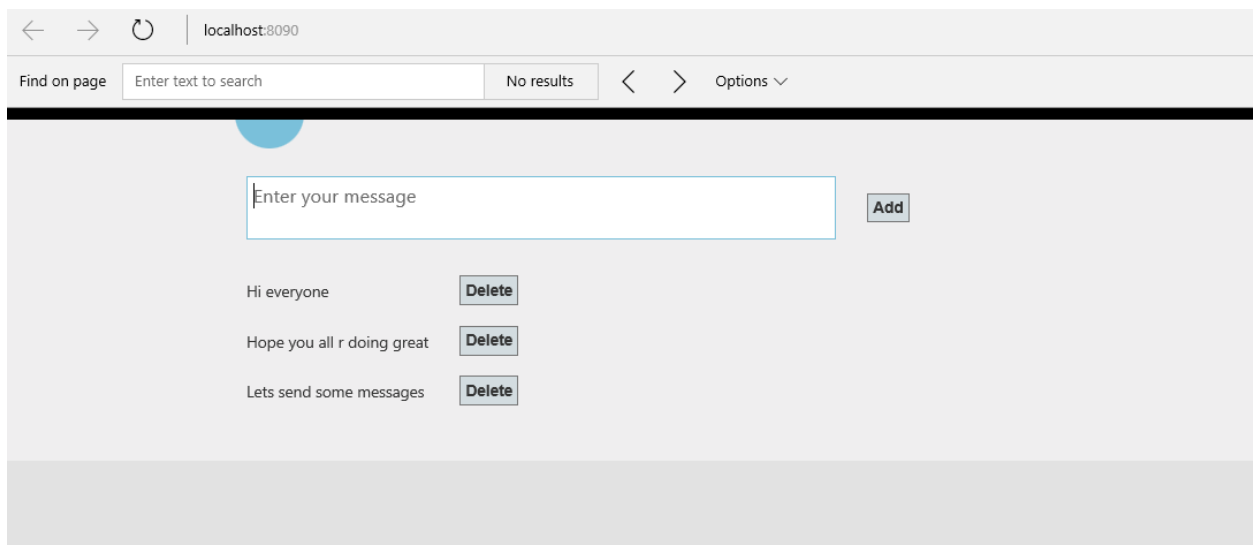 localhost:8090
Find on page Enter text to search No results Options
Enter your message
Add
Hi everyone Delete
Hope you all r doing great Delete
Lets send some messages Delete